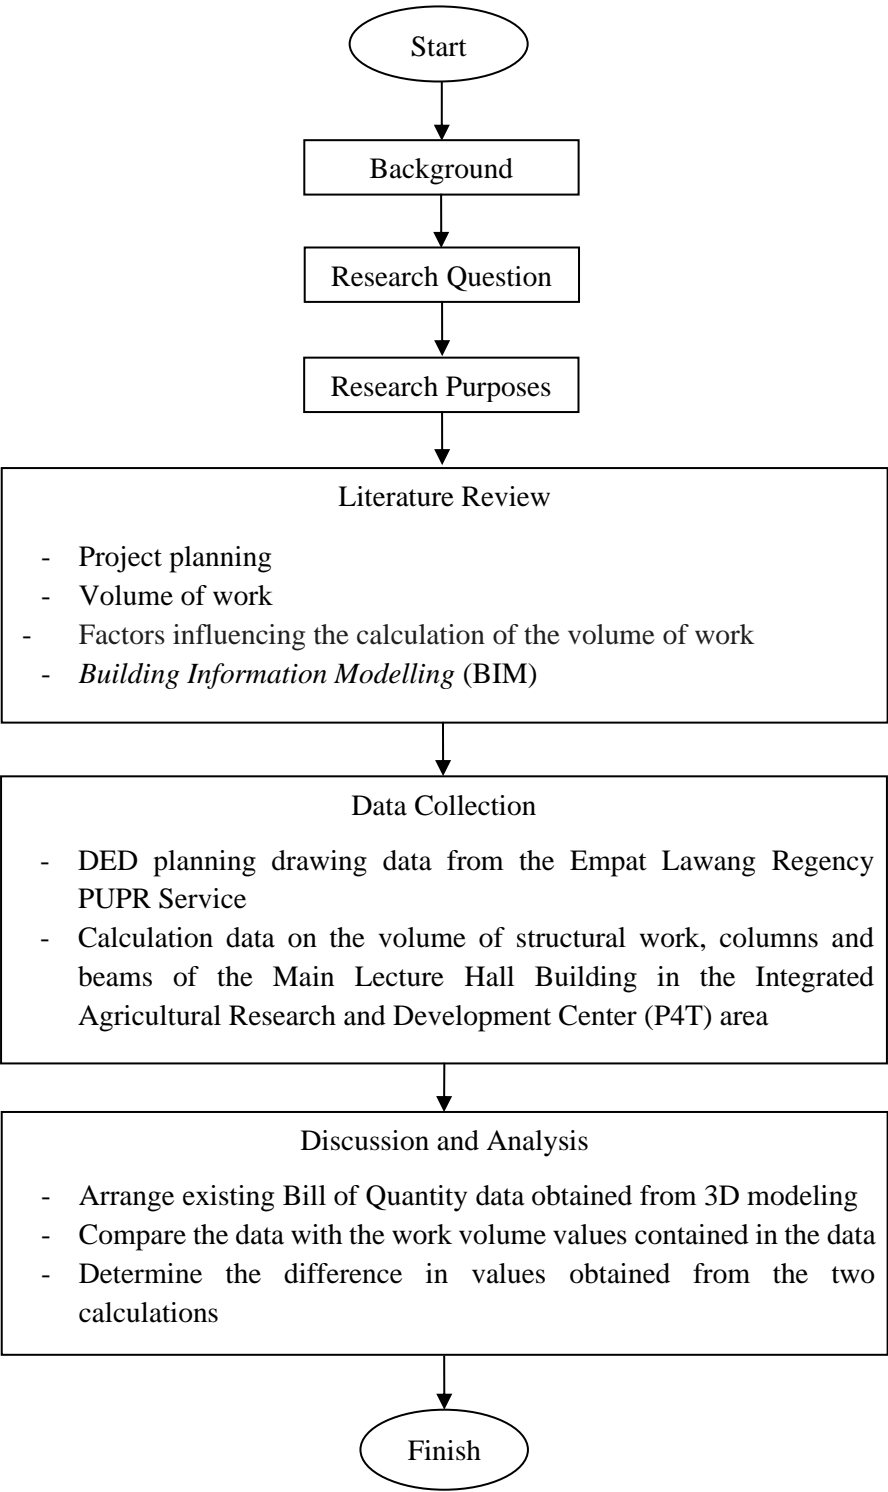 Start
Background
Research Question
Research Purposes
Literature Review
- Project planning
- Volume of work
- Factors influencing the calculation of the volume of work
- Building Information Modelling (BIM)
Data Collection
- DED planning drawing data from the Empat Lawang Regency
PUPR Service
- Calculation data on the volume of structural work, columns and
beams of the Main Lecture Hall Building in the Integrated
Agricultural Research and Development Center (P4T) area
Discussion and Analysis
- Arrange existing Bill of Quantity data obtained from 3D modeling
- Compare the data with the work volume values contained in the data
- Determine the difference in values obtained from the two
calculations
Finish